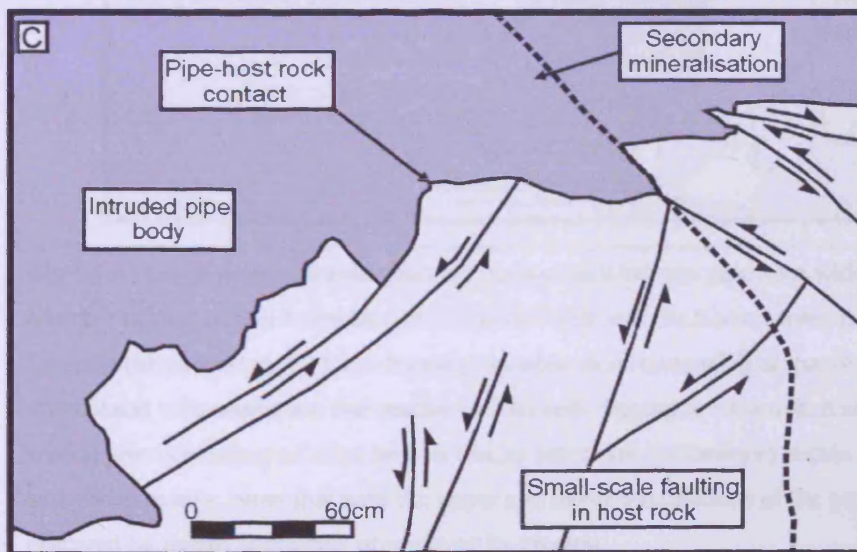 C
Secondary
mineralisation
Pipe-host rock
contact
Intruded pipe
body
Small-scale faulting
in host rock
0 60cm